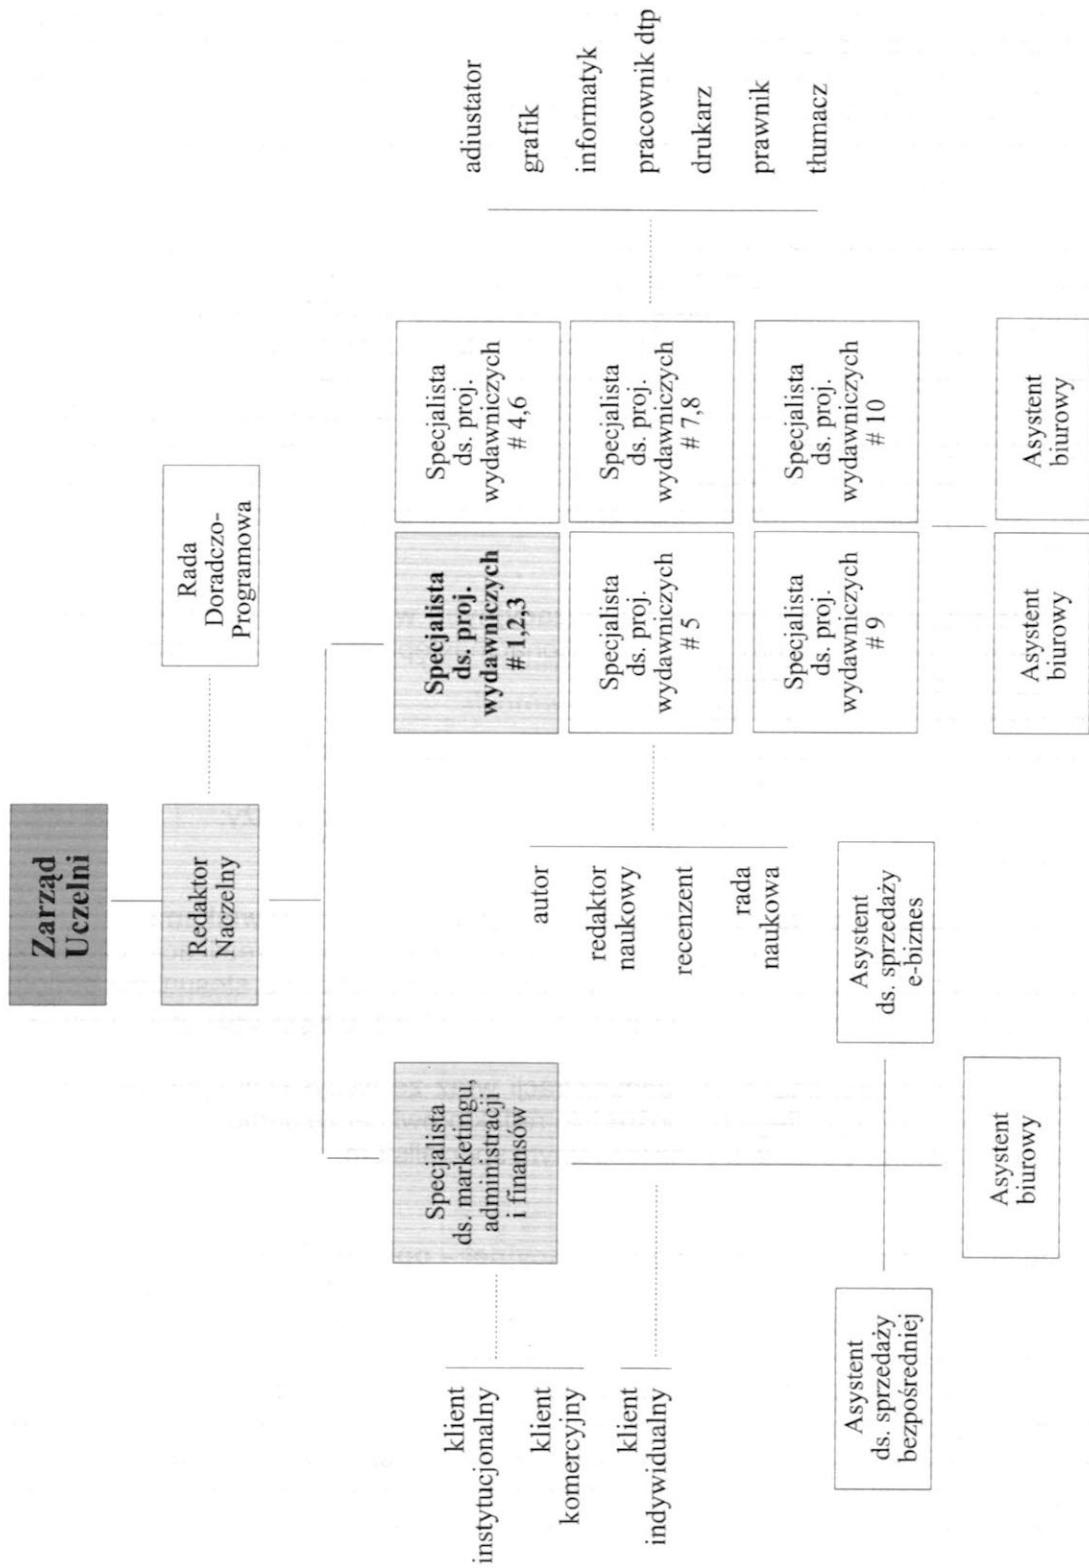 Zarząd
Uczelni
Redaktor
Naczelny
Rada
Doradczo-
Programowa
klient
instytucjonalny
klient
komercyjny
klient
indywidualny
Specjalista
ds. marketingu,
administracji
i finansów
Asystent
ds. sprzedaży
bezpośredniej
Asystent
ds. sprzedaży
e-biznes
Asystent
biurowy
autor
redaktor
naukowy
recenzent
rada
naukowa
Specjalista
ds. proj.
wydawniczych
# 1,2,3
Specjalista
ds. proj.
wydawniczych
# 4,6
Specjalista
ds. proj.
wydawniczych
# 5
Specjalista
ds. proj.
wydawniczych
# 7,8
Specjalista
ds. proj.
wydawniczych
# 9
Specjalista
ds. proj.
wydawniczych
# 10
Asystent
biurowy
Asystent
biurowy
adiustator
grafik
informatyk
pracownik dtp
drukarz
prawnik
tłumacz